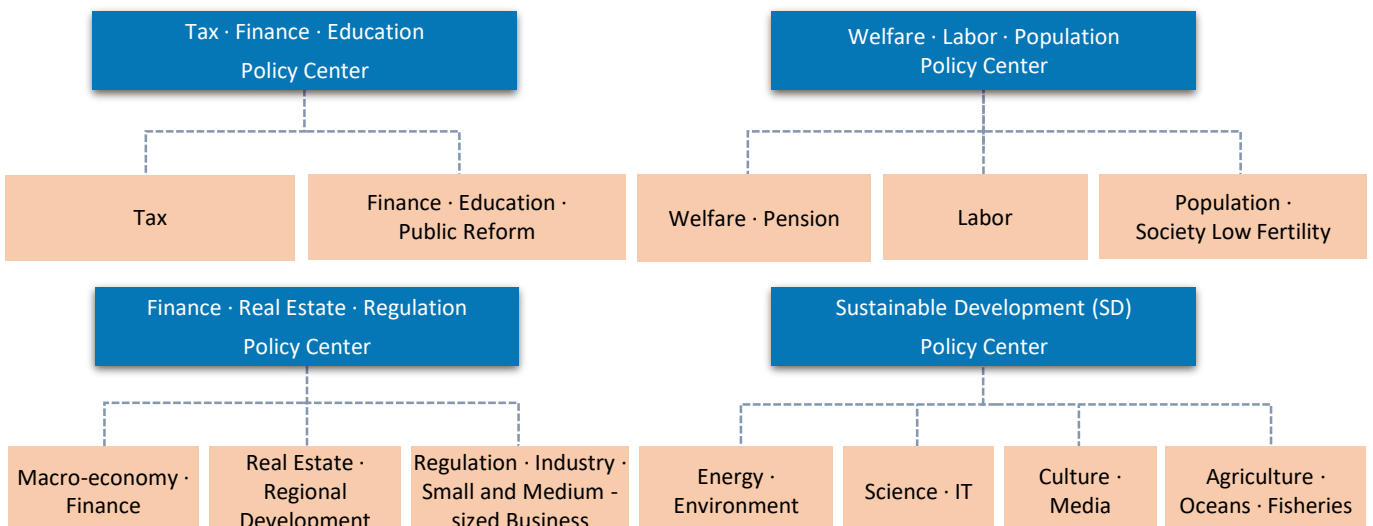 Tax · Finance · Education
Policy Center
Welfare · Labor · Population
Policy Center
Tax
Finance · Education ·
Public Reform
Welfare · Pension
Labor
Population ·
Society Low Fertility
Finance · Real Estate · Regulation
Policy Center
Sustainable Development (SD)
Policy Center
Macro-economy ·
Finance
Real Estate ·
Regional
Development
Regulation · Industry ·
Small and Medium -
sized Business
Energy ·
Environment
Science · IT
Culture ·
Media
Agriculture ·
Oceans · Fisheries